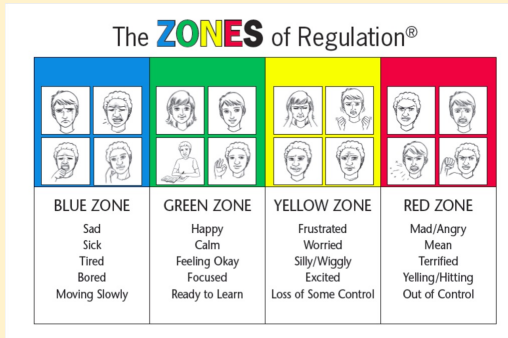 The ZONES of Regulation®
BLUE ZONE
Sad
Sick
Tired
Bored
Moving Slowly
GREEN ZONE
Happy
Calm
Feeling Okay
Focused
Ready to Learn
YELLOW ZONE
Frustrated
Worried
Silly/Wiggly
Excited
Loss of Some Control
RED ZONE
Mad/Angry
Mean
Terrified
Yelling/Hitting
Out of Control